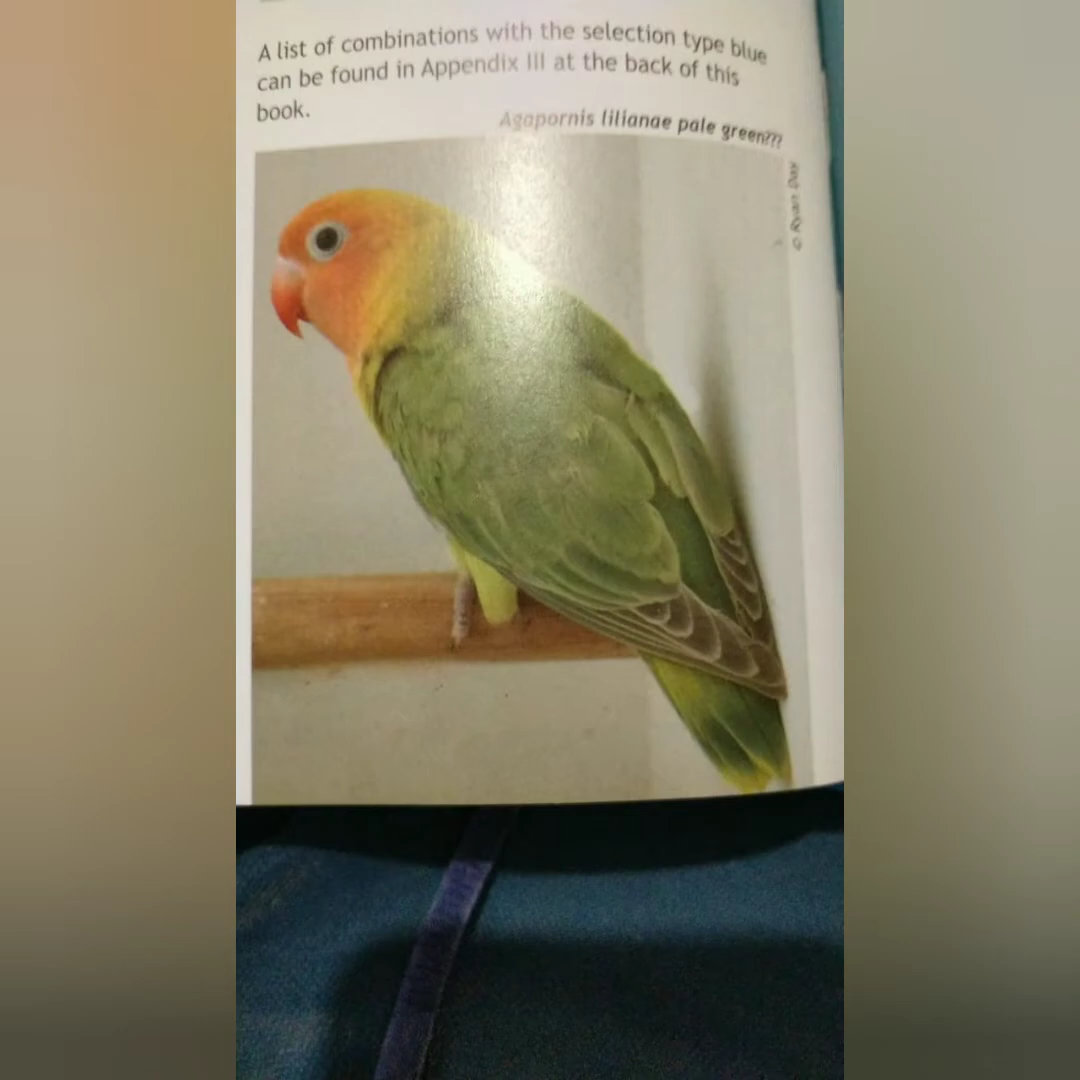 A list of combinations with the selection type blue
can be found in Appendix III at the back of this
book.
Agapornis lilianae pale green???
© Ryan Day